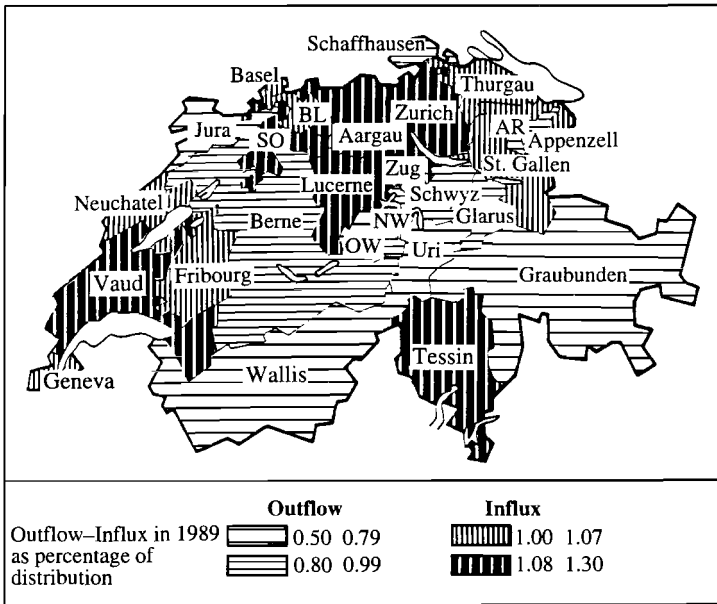 Schaffhausen
Basel
Thurgau
BL
Zurich
Jura
SO
Aargau
AR
Appenzell
Zug
St. Gallen
Lucerne
Schwyz
Neuchatel
Berne
NW
Glarus
OW
Uri
Vaud
Fribourg
Graubunden
Tessin
Geneva
Wallis
Outflow Influx
Outflow–Influx in 1989 0.50 0.79 1.00 1.07
as percentage of
distribution 0.80 0.99 1.08 1.30